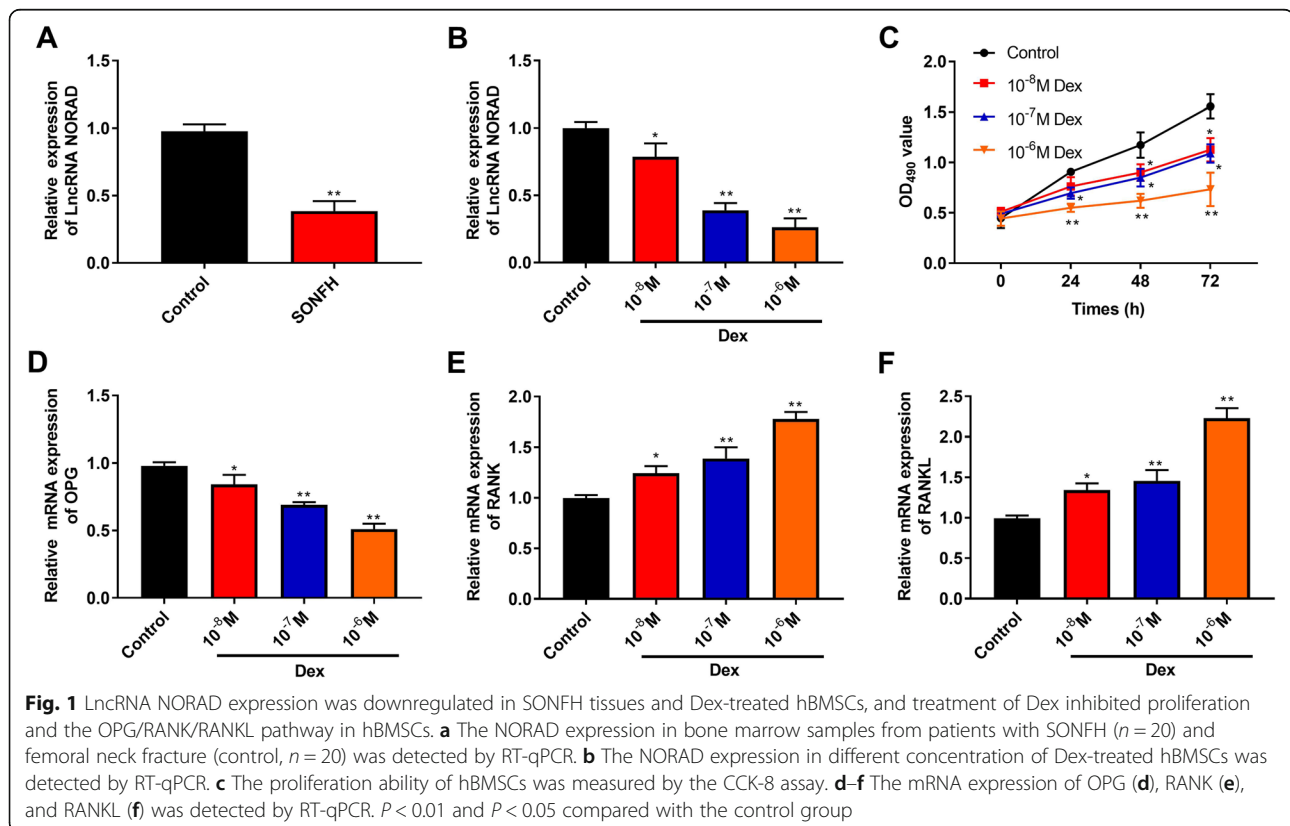 A
Relative expression
of LncRNA NORAD
1.5
1.0
0.5
0.0
**
Control
SONFH
B
Relative expression
of LncRNA NORAD
1.5
1.0
0.5
0.0
*
**
**
Control
10⁻⁸M
10⁻⁷M
10⁻⁶M
Dex
C
OD₄₉₀ value
2.0
1.5
1.0
0.5
0.0
Control
10⁻⁸M Dex
10⁻⁷M Dex
10⁻⁶M Dex
*
**
*
*
**
*
*
**
0
24
48
72
Times (h)
D
Relative mRNA expression
of OPG
1.5
1.0
0.5
0.0
*
**
**
Control
10⁻⁸M
10⁻⁷M
10⁻⁶M
Dex
E
Relative mRNA expression
of RANK
2.0
1.5
1.0
0.5
0.0
*
**
**
Control
10⁻⁸M
10⁻⁷M
10⁻⁶M
Dex
F
Relative mRNA expression
of RANKL
2.5
2.0
1.5
1.0
0.5
0.0
*
**
**
Control
10⁻⁸M
10⁻⁷M
10⁻⁶M
Dex
Fig. 1 LncRNA NORAD expression was downregulated in SONFH tissues and Dex-treated hBMSCs, and treatment of Dex inhibited proliferation
and the OPG/RANK/RANKL pathway in hBMSCs. a The NORAD expression in bone marrow samples from patients with SONFH (n = 20) and
femoral neck fracture (control, n = 20) was detected by RT-qPCR. b The NORAD expression in different concentration of Dex-treated hBMSCs was
detected by RT-qPCR. c The proliferation ability of hBMSCs was measured by the CCK-8 assay. d–f The mRNA expression of OPG (d), RANK (e),
and RANKL (f) was detected by RT-qPCR. P < 0.01 and P < 0.05 compared with the control group